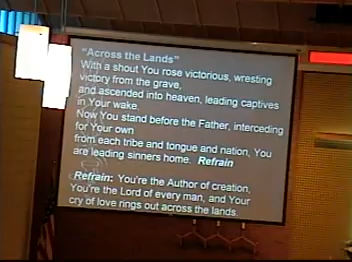 "Across the Lands"
With a shout You rose victorious, wresting
victory from the grave,
and ascended into heaven, leading captives
in Your wake.
Now You stand before the Father, interceding
for Your own
from each tribe and tongue and nation, You
are leading sinners home. Refrain
Refrain: You're the Author of creation,
You're the Lord of every man, and Your
cry of love rings out across the lands.